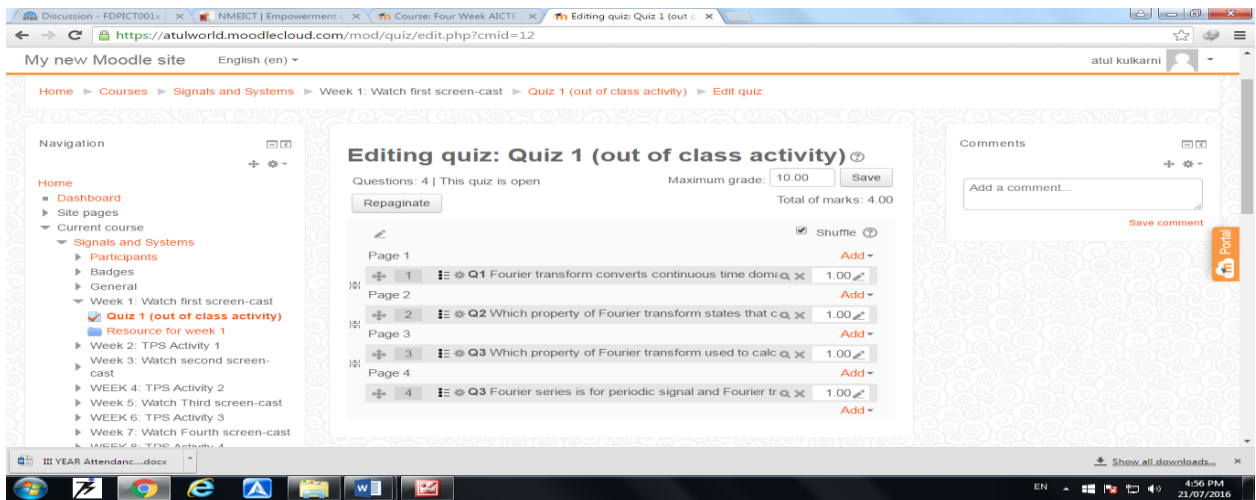 Discussion - FDPICT001x
NMEICT | Empowerment
Course: Four Week AICTE
Editing quiz: Quiz 1 (out o
https://atulworld.moodlecloud.com/mod/quiz/edit.php?cmid=12
My new Moodle site English (en)
atul kulkarni
Home Courses Signals and Systems Week 1: Watch first screen-cast Quiz 1 (out of class activity) Edit quiz
Navigation
Home
Dashboard
Site pages
Current course
Signals and Systems
Participants
Badges
General
Week 1: Watch first screen-cast
Quiz 1 (out of class activity)
Resource for week 1
Week 2: TPS Activity 1
Week 3: Watch second screen-
cast
WEEK 4: TPS Activity 2
Week 5: Watch Third screen-cast
WEEK 6: TPS Activity 3
Week 7: Watch Fourth screen-cast
WEEK 8: TPS Activity 4
Editing quiz: Quiz 1 (out of class activity)
Questions: 4 | This quiz is open
Maximum grade: 10.00 Save
Repaginate
Total of marks: 4.00
Shuffle
Page 1 Add
1 Q1 Fourier transform converts continuous time doma 1.00
Page 2 Add
2 Q2 Which property of Fourier transform states that c 1.00
Page 3 Add
3 Q3 Which property of Fourier transform used to calc 1.00
Page 4 Add
4 Q3 Fourier series is for periodic signal and Fourier tr 1.00
Add
Comments
Add a comment...
Save comment
Portal
III YEAR Attendanc....docx
Show all downloads...
EN
4:56 PM
21/07/2016